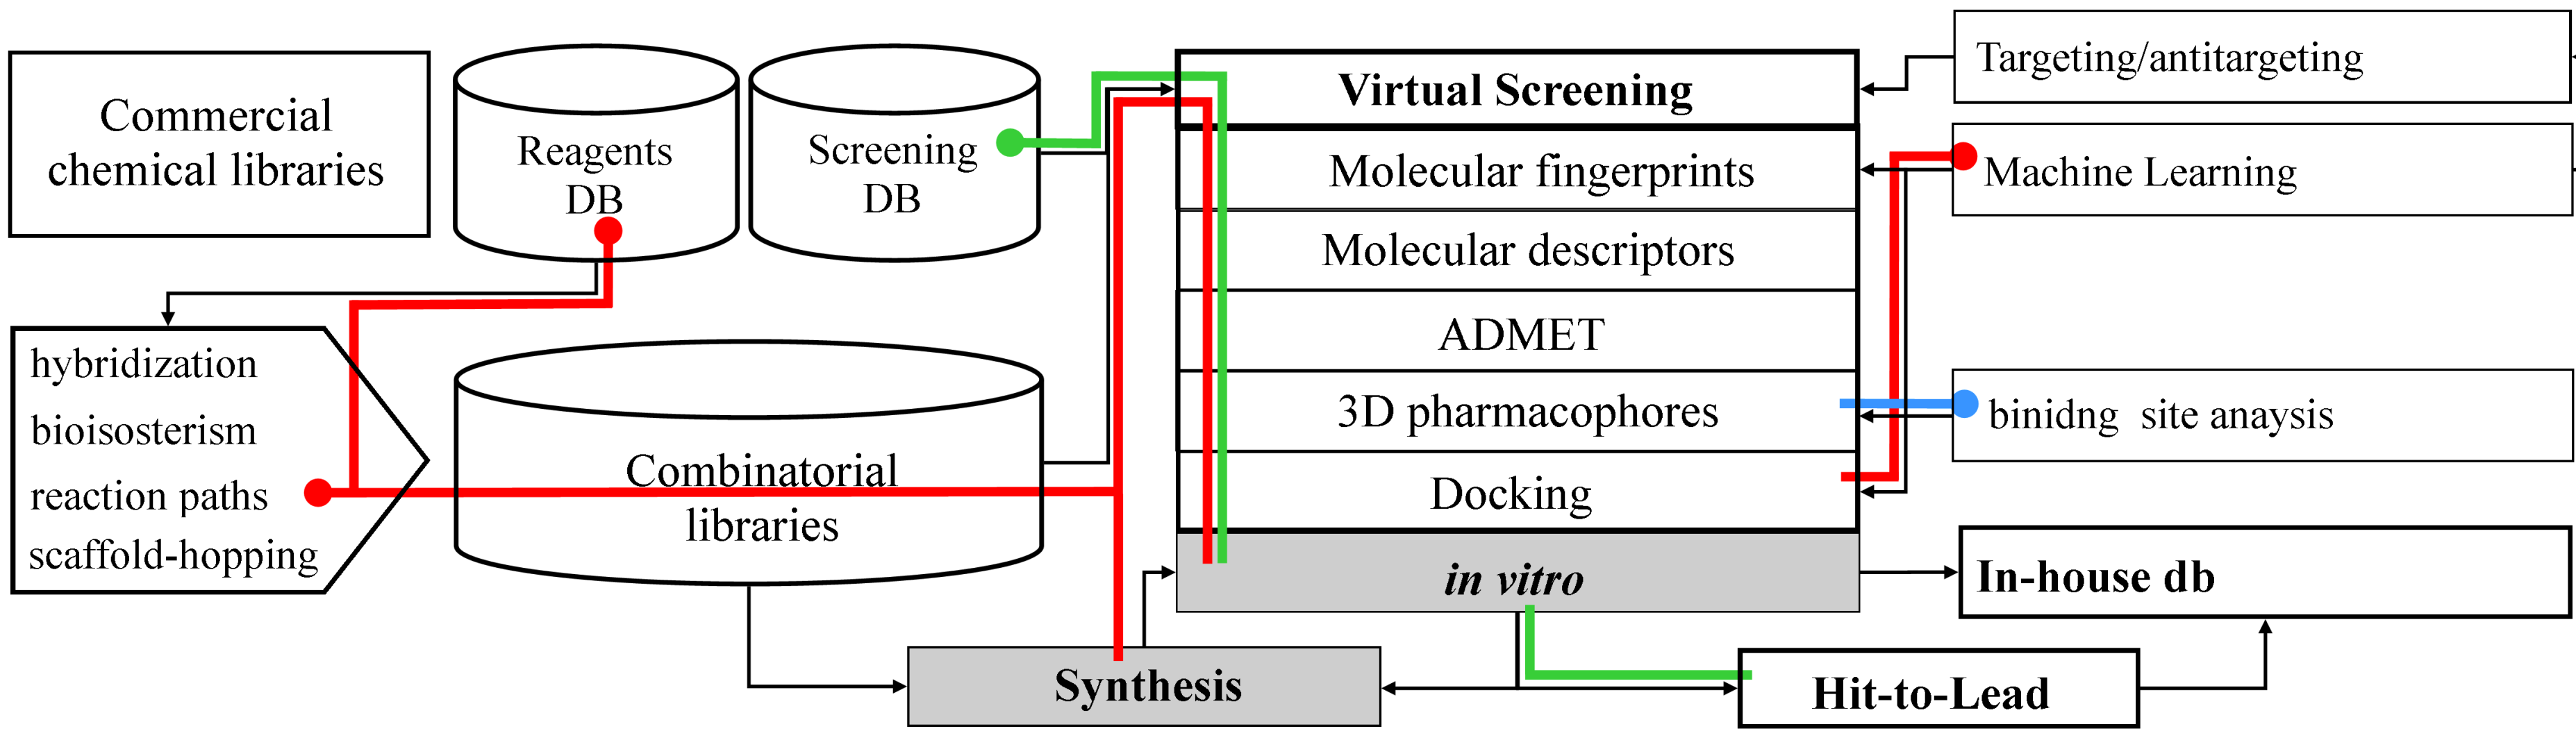 Commercial
chemical libraries
Reagents
DB
Screening
DB
hybridization
bioisosterism
reaction paths
scaffold-hopping
Combinatorial
libraries
Synthesis
Virtual Screening
Molecular fingerprints
Molecular descriptors
ADMET
3D pharmacophores
Docking
in vitro
Targeting/antitargeting
Machine Learning
binidng site anaysis
In-house db
Hit-to-Lead